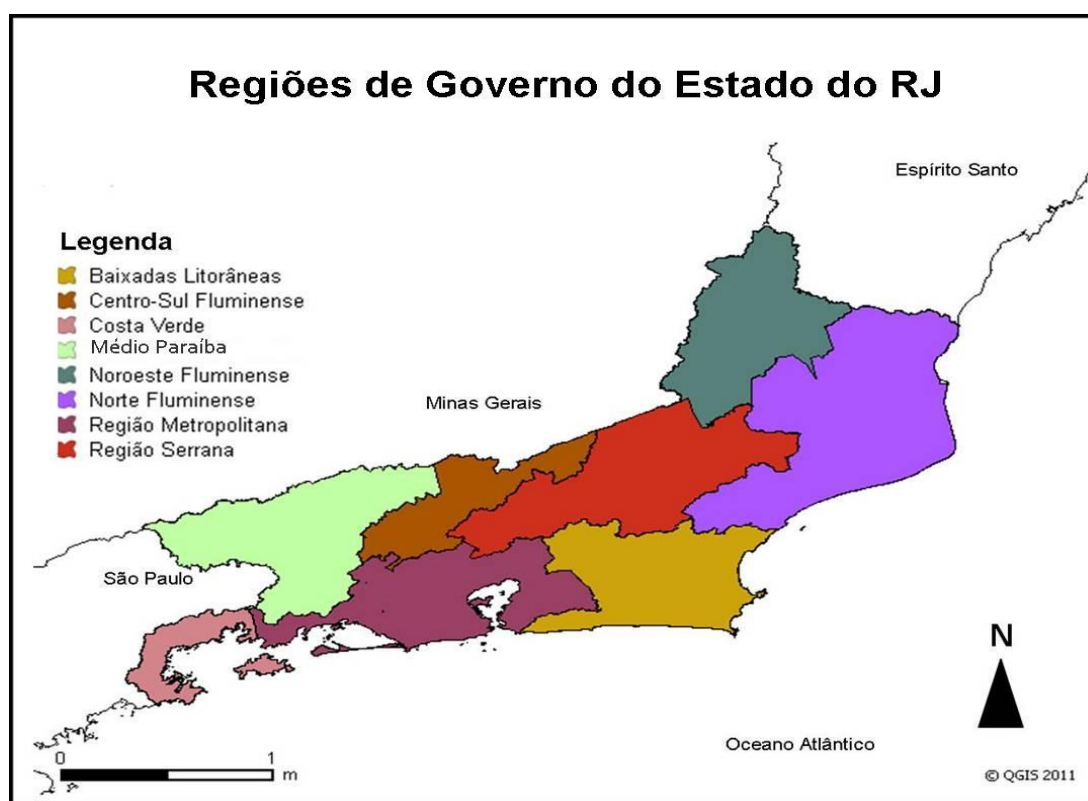 Regiões de Governo do Estado do RJ
Espírito Santo
Legenda
Baixadas Litorâneas
Centro-Sul Fluminense
Costa Verde
Médio Paraíba
Noroeste Fluminense
Norte Fluminense
Região Metropolitana
Região Serrana
Minas Gerais
São Paulo
N
Oceano Atlântico
0 1
m
© QGIS 2011